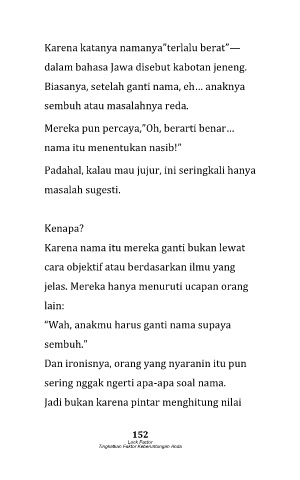 Karena katanya namanya"terlalu berat"—
dalam bahasa Jawa disebut kabotan jeneng.
Biasanya, setelah ganti nama, eh… anaknya
sembuh atau masalahnya reda.
Mereka pun percaya,"Oh, berarti benar…
nama itu menentukan nasib!"
Padahal, kalau mau jujur, ini seringkali hanya
masalah sugesti.
Kenapa?
Karena nama itu mereka ganti bukan lewat
cara objektif atau berdasarkan ilmu yang
jelas. Mereka hanya menuruti ucapan orang
lain:
"Wah, anakmu harus ganti nama supaya
sembuh."
Dan ironisnya, orang yang nyaranin itu pun
sering nggak ngerti apa-apa soal nama.
Jadi bukan karena pintar menghitung nilai
152
Luck Factor
Tingkatkan Faktor Keberuntungan Anda